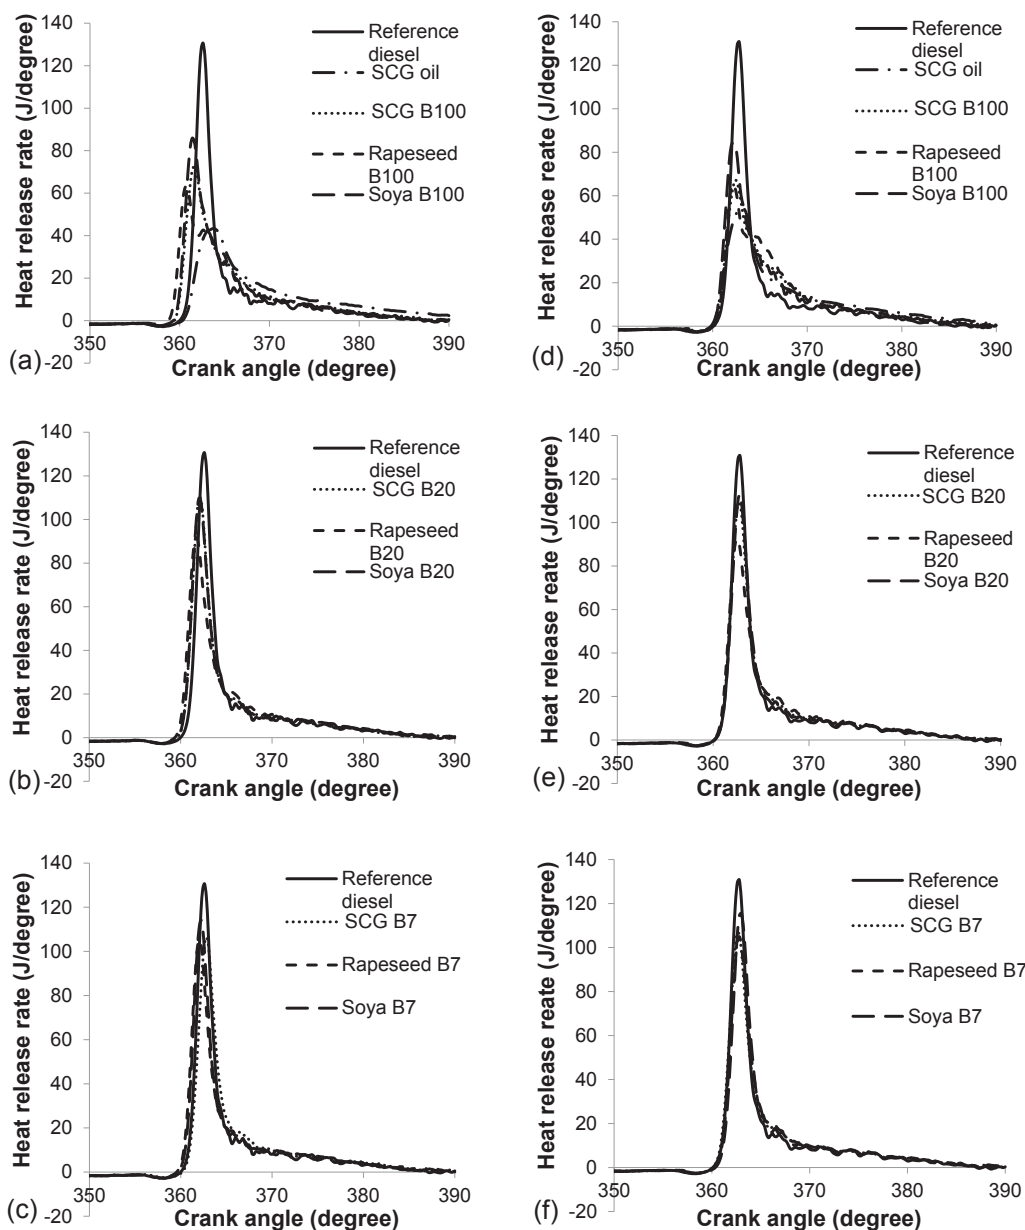 140
120
100
80
60
40
20
0
-20
Heat release rate (J/degree)
350
360
370
380
390
Crank angle (degree)
Reference
diesel
SCG oil
SCG B100
Rapeseed
B100
Soya B100
(a)
140
120
100
80
60
40
20
0
-20
Heat release reate (J/degree)
350
360
370
380
390
Crank angle (degree)
Reference
diesel
SCG oil
SCG B100
Rapeseed
B100
Soya B100
(d)
140
120
100
80
60
40
20
0
-20
Heat release rate (J/degree)
350
360
370
380
390
Crank angle (degree)
Reference
diesel
SCG B20
Rapeseed
B20
Soya B20
(b)
140
120
100
80
60
40
20
0
-20
Heat release reate (J/degree)
350
360
370
380
390
Crank angle (degree)
Reference
diesel
SCG B20
Rapeseed
B20
Soya B20
(e)
140
120
100
80
60
40
20
0
-20
Heat release rate (J/degree)
350
360
370
380
390
Crank angle (degree)
Reference
diesel
SCG B7
Rapeseed B7
Soya B7
(c)
140
120
100
80
60
40
20
0
-20
Heat release reate (J/degree)
350
360
370
380
390
Crank angle (degree)
Reference
diesel
SCG B7
Rapeseed B7
Soya B7
(f)